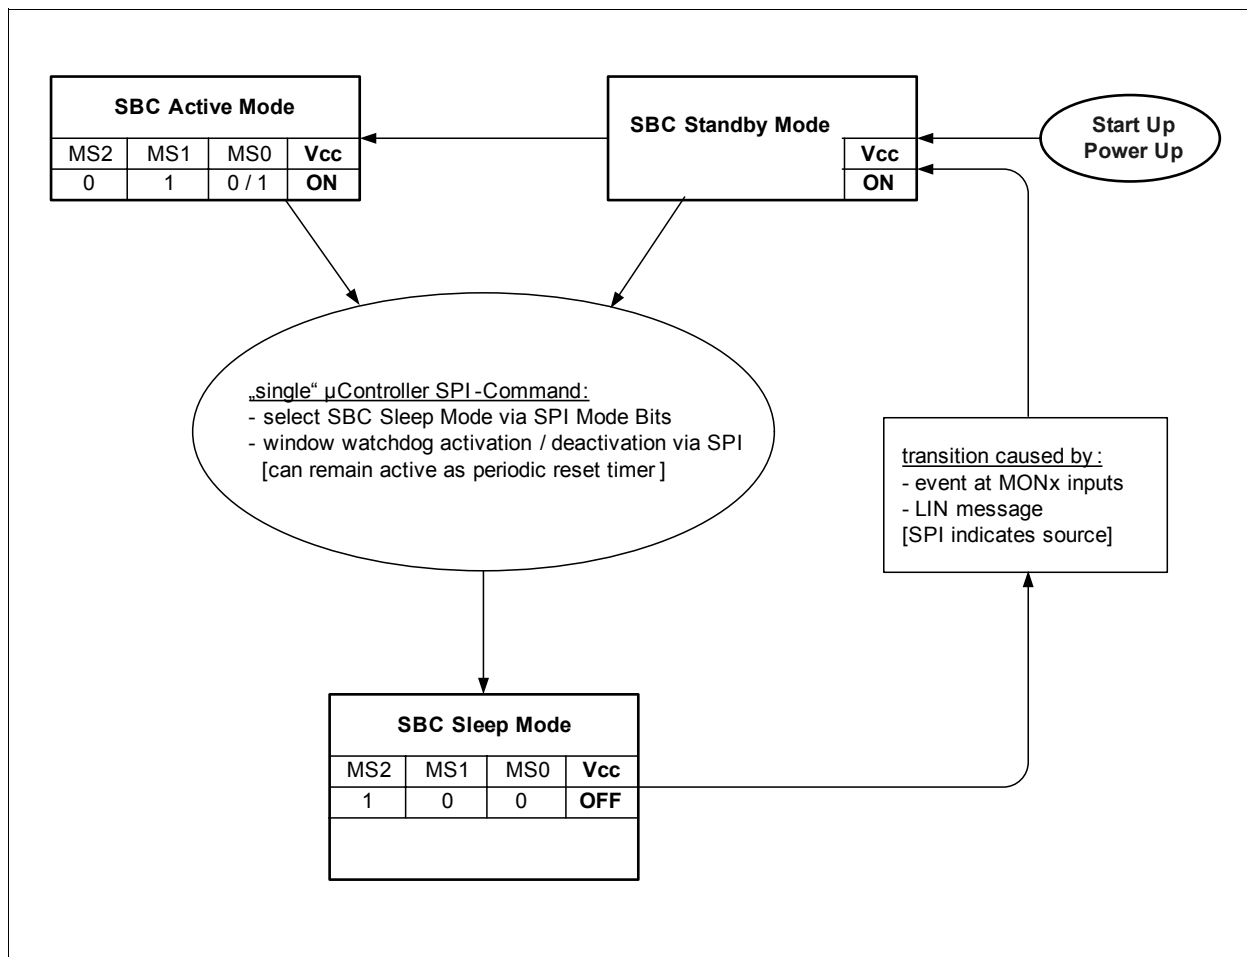 SBC Active Mode
MS2 MS1 MS0 Vcc
0 1 0 / 1 ON
SBC Standby Mode
Vcc
ON
Start Up
Power Up
„single“ µController SPI-Command:
- select SBC Sleep Mode via SPI Mode Bits
- window watchdog activation / deactivation via SPI
[can remain active as periodic reset timer]
transition caused by:
- event at MONx inputs
- LIN message
[SPI indicates source]
SBC Sleep Mode
MS2 MS1 MS0 Vcc
1 0 0 OFF